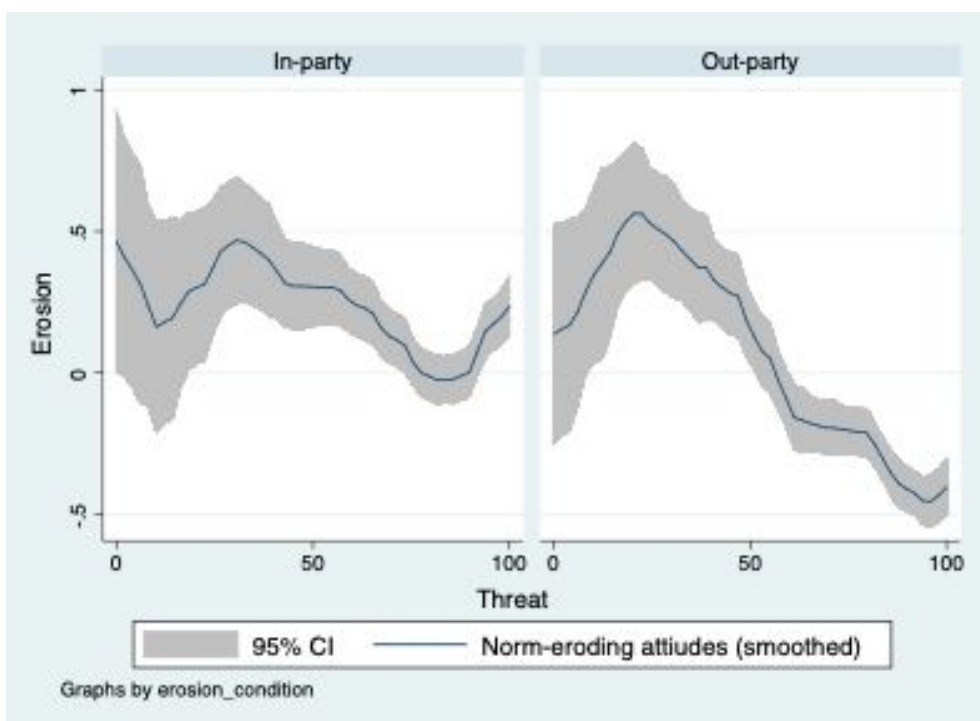 In-party
Out-party
1
.5
0
-.5
Erosion
0
50
100
0
50
100
Threat
95% CI
Norm-eroding attiudes (smoothed)
Graphs by erosion_condition